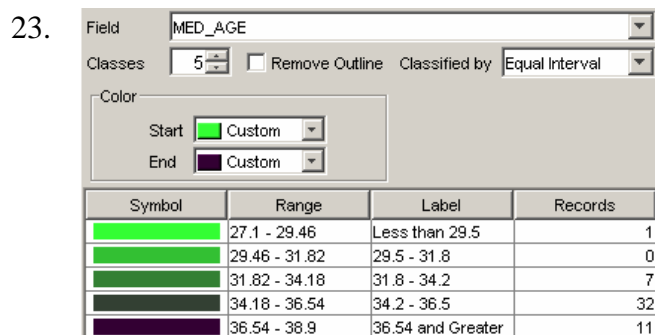 23.
Field MED_AGE
Classes 5 Remove Outline Classified by Equal Interval
Color
Start Custom
End Custom
Symbol Range Label Records
27.1 - 29.46 Less than 29.5 1
29.46 - 31.82 29.5 - 31.8 0
31.82 - 34.18 31.8 - 34.2 7
34.18 - 36.54 34.2 - 36.5 32
36.54 - 38.9 36.54 and Greater 11